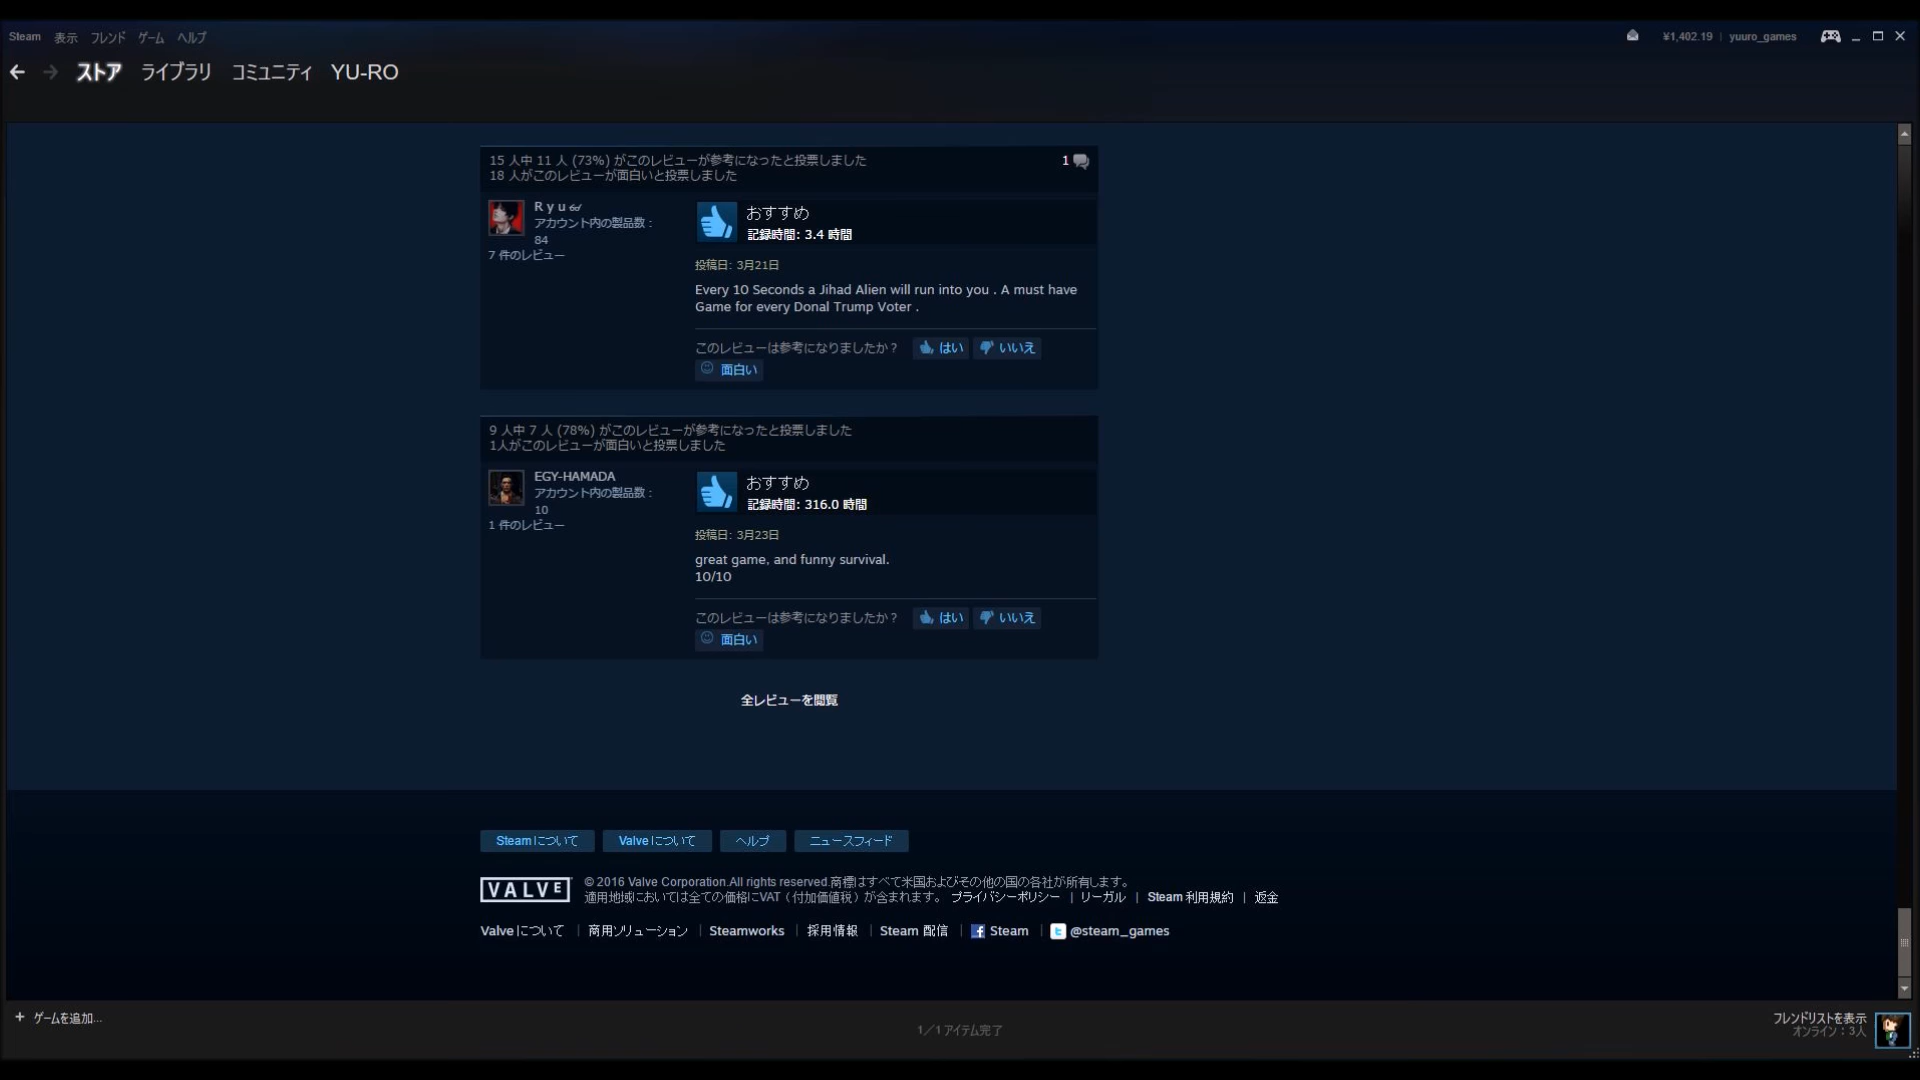 Steam 表示 フレンド ゲーム ヘルプ
¥1,402.19 | yuuro_games
ストア ライブラリ コミュニティ YU-RO
15 人中 11 人 (73%) がこのレビューが参考になったと投票しました
18 人がこのレビューが面白いと投票しました
1
R y u
アカウント内の製品数：
84
7 件のレビュー
おすすめ
記録時間: 3.4 時間
投稿日: 3月21日
Every 10 Seconds a Jihad Alien will run into you . A must have
Game for every Donal Trump Voter .
このレビューは参考になりましたか？ はい いいえ
面白い
9 人中 7 人 (78%) がこのレビューが参考になったと投票しました
1人がこのレビューが面白いと投票しました
EGY-HAMADA
アカウント内の製品数：
10
1 件のレビュー
おすすめ
記録時間: 316.0 時間
投稿日: 3月23日
great game, and funny survival.
10/10
このレビューは参考になりましたか？ はい いいえ
面白い
全レビューを閲覧
Steamについて Valveについて ヘルプ ニュースフィード
VALVE
© 2016 Valve Corporation.All rights reserved.商標はすべて米国およびその他の国の各社が所有します。
適用地域においては全ての価格にVAT（付加価値税）が含まれます。 プライバシーポリシー | リーガル | Steam 利用規約 | 返金
Valveについて | 商用ソリューション | Steamworks | 採用情報 | Steam 配信 | Steam | @steam_games
+ ゲームを追加...
1／1 アイテム完了
フレンドリストを表示
オンライン：3人